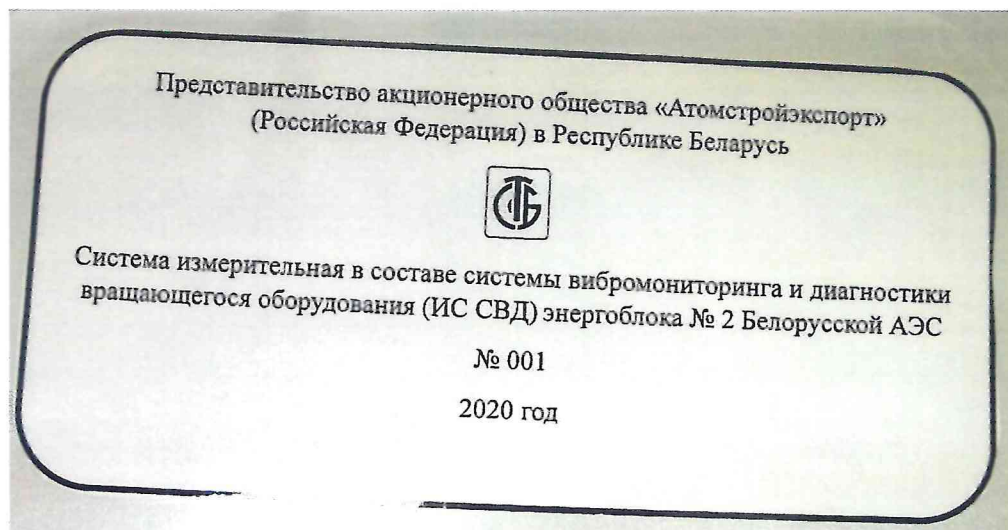 Представительство акционерного общества «Атомстройэкспорт»
(Российская Федерация) в Республике Беларусь
СТБ
Система измерительная в составе системы вибромониторинга и диагностики
вращающегося оборудования (ИС СВД) энергоблока № 2 Белорусской АЭС
№ 001
2020 год